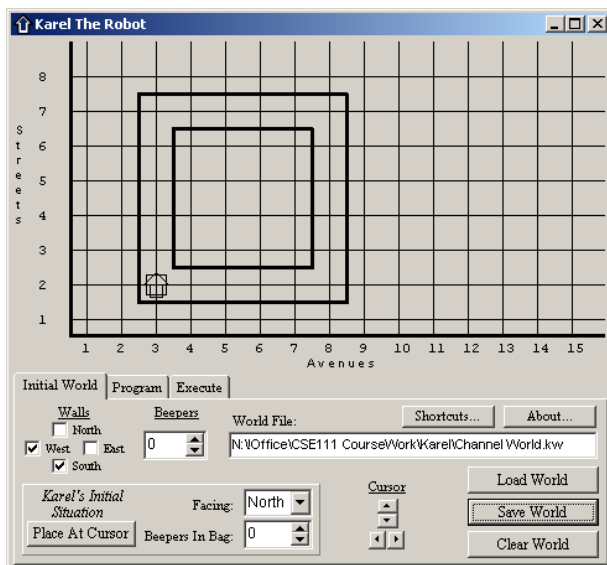 Karel The Robot
8
7
6
5
4
3
2
1
Streets
1 2 3 4 5 6 7 8 9 10 11 12 13 14 15
Avenues
Initial World Program Execute
Walls
North
West East
South
Beepers
0
World File:
Shortcuts... About...
N:\IOffice\CSE111 CourseWork\Karel\Channel World.kw
Karel's Initial
Situation
Place At Cursor
Facing: North
Beepers In Bag: 0
Cursor
Load World
Save World
Clear World